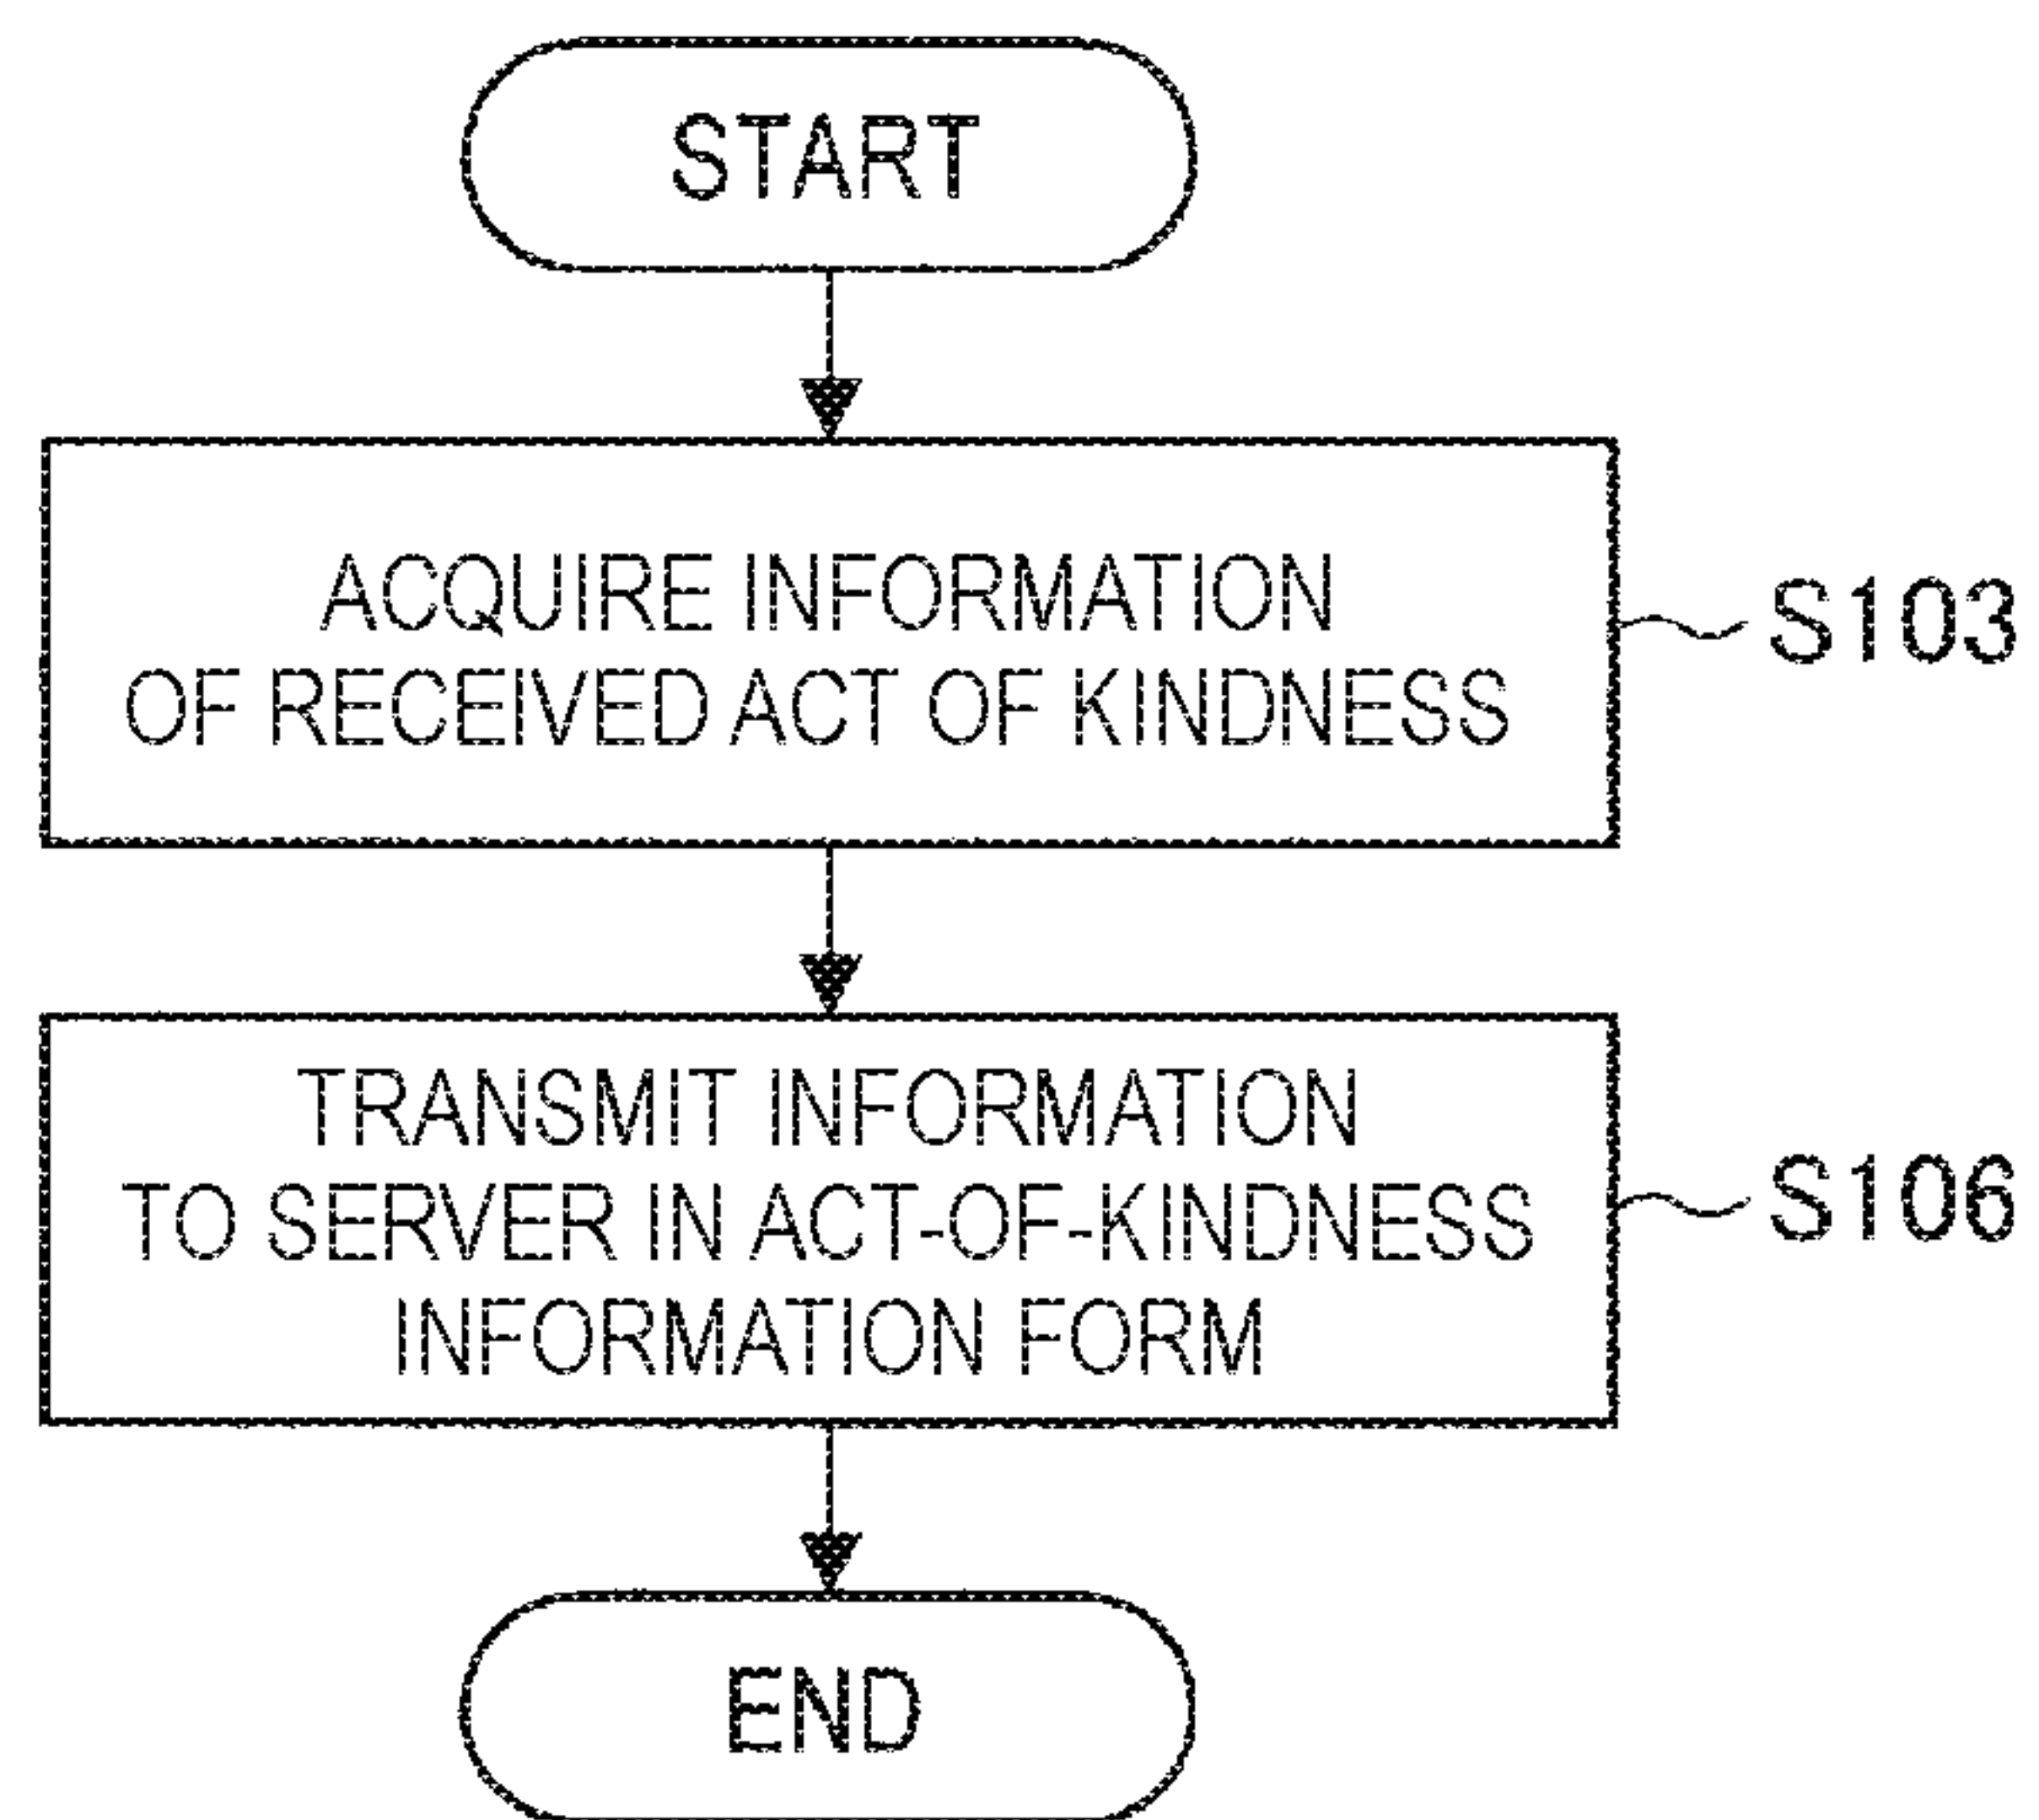 START
ACQUIRE INFORMATION
OF RECEIVED ACT OF KINDNESS
S103
TRANSMIT INFORMATION
TO SERVER IN ACT-OF-KINDNESS
INFORMATION FORM
S106
END